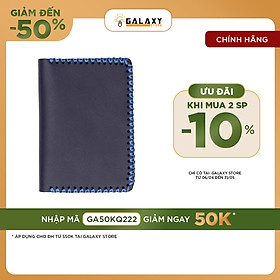 GIẢM ĐẾN
-50%
GALAXY
CHÍNH HÃNG
ƯU ĐÃI
KHI MUA 2 SP
-10%
CHỈ CÓ TẠI GALAXY STORE
TỪ 06/04 ĐẾN 31/05
NHẬP MÃ GA50KQ222 GIẢM NGAY 50K*
* ÁP DỤNG CHO ĐH TỪ 550K TẠI GALAXY STORE